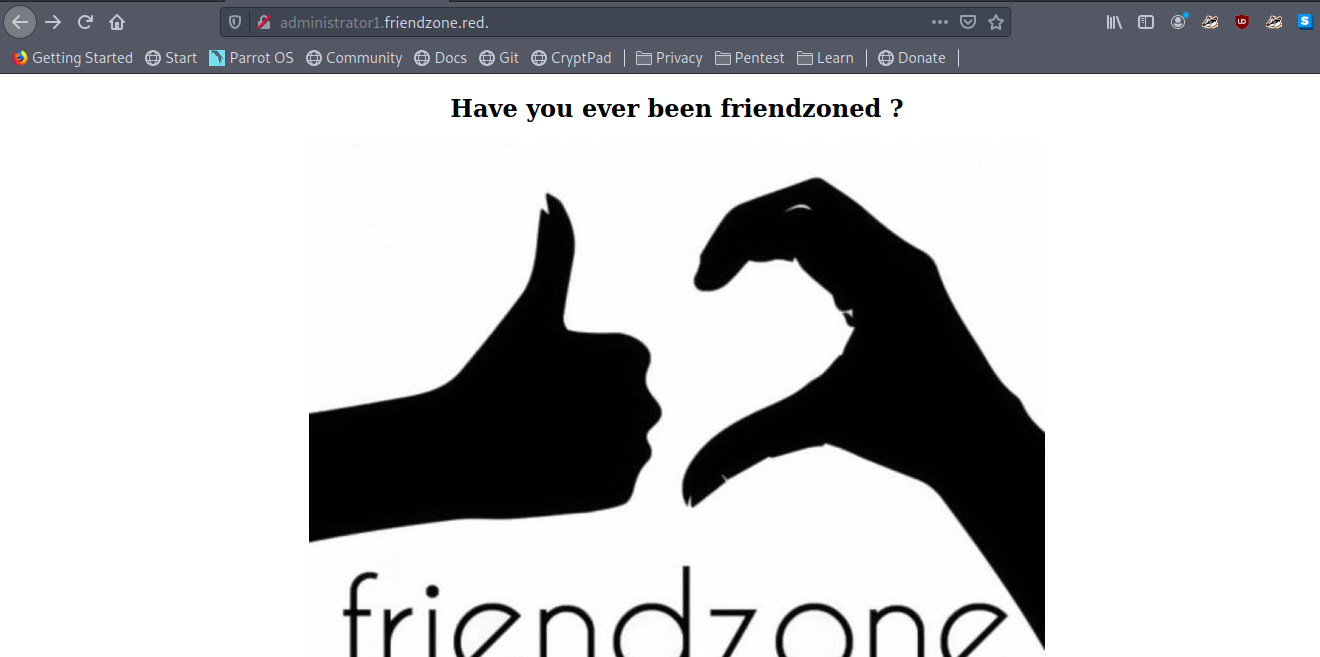 administrator1.friendzone.red.
Getting Started Start Parrot OS Community Docs Git CryptPad Privacy Pentest Learn Donate
Have you ever been friendzoned ?
friendzone